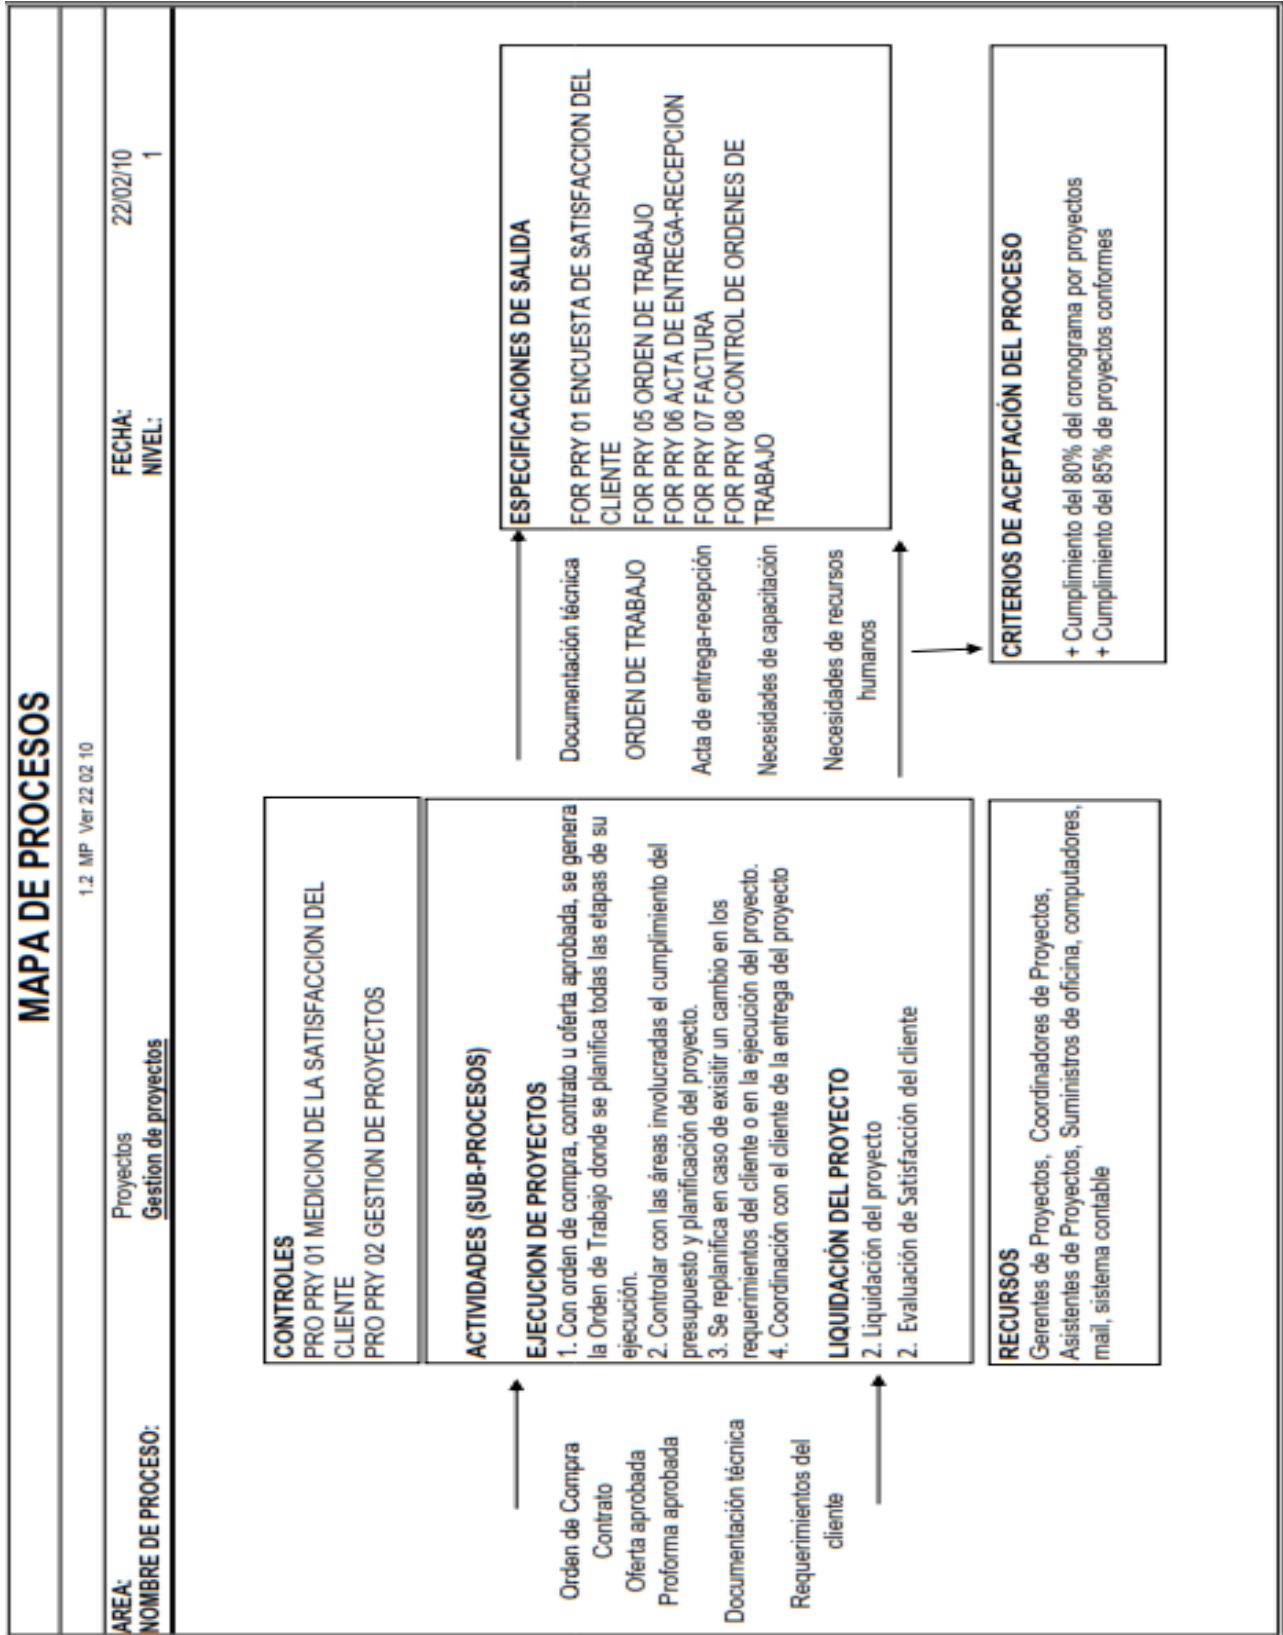 MAPA DE PROCESOS
1.2 MP Ver 22 02 10
AREA: Proyectos FECHA: 22/02/10
NOMBRE DE PROCESO: Gestion de proyectos NIVEL: 1
CONTROLES
PRO PRY 01 MEDICION DE LA SATISFACCION DEL
CLIENTE
PRO PRY 02 GESTION DE PROYECTOS
Orden de Compra
Contrato
Oferta aprobada
Proforma aprobada
Documentación técnica
Requerimientos del
cliente
ACTIVIDADES (SUB-PROCESOS)
EJECUCION DE PROYECTOS
1. Con orden de compra, contrato u oferta aprobada, se genera
la Orden de Trabajo donde se planifica todas las etapas de su
ejecución.
2. Controlar con las áreas involucradas el cumplimiento del
presupuesto y planificación del proyecto.
3. Se replanifica en caso de exisitir un cambio en los
requerimientos del cliente o en la ejecución del proyecto.
4. Coordinación con el cliente de la entrega del proyecto
LIQUIDACIÓN DEL PROYECTO
2. Liquidación del proyecto
2. Evaluación de Satisfacción del cliente
Documentación técnica
ORDEN DE TRABAJO
Acta de entrega-recepción
Necesidades de capacitación
Necesidades de recursos
humanos
ESPECIFICACIONES DE SALIDA
FOR PRY 01 ENCUESTA DE SATISFACCION DEL
CLIENTE
FOR PRY 05 ORDEN DE TRABAJO
FOR PRY 06 ACTA DE ENTREGA-RECEPCION
FOR PRY 07 FACTURA
FOR PRY 08 CONTROL DE ORDENES DE
TRABAJO
RECURSOS
Gerentes de Proyectos, Coordinadores de Proyectos,
Asistentes de Proyectos, Suministros de oficina, computadores,
mail, sistema contable
CRITERIOS DE ACEPTACIÓN DEL PROCESO
+ Cumplimiento del 80% del cronograma por proyectos
+ Cumplimiento del 85% de proyectos conformes